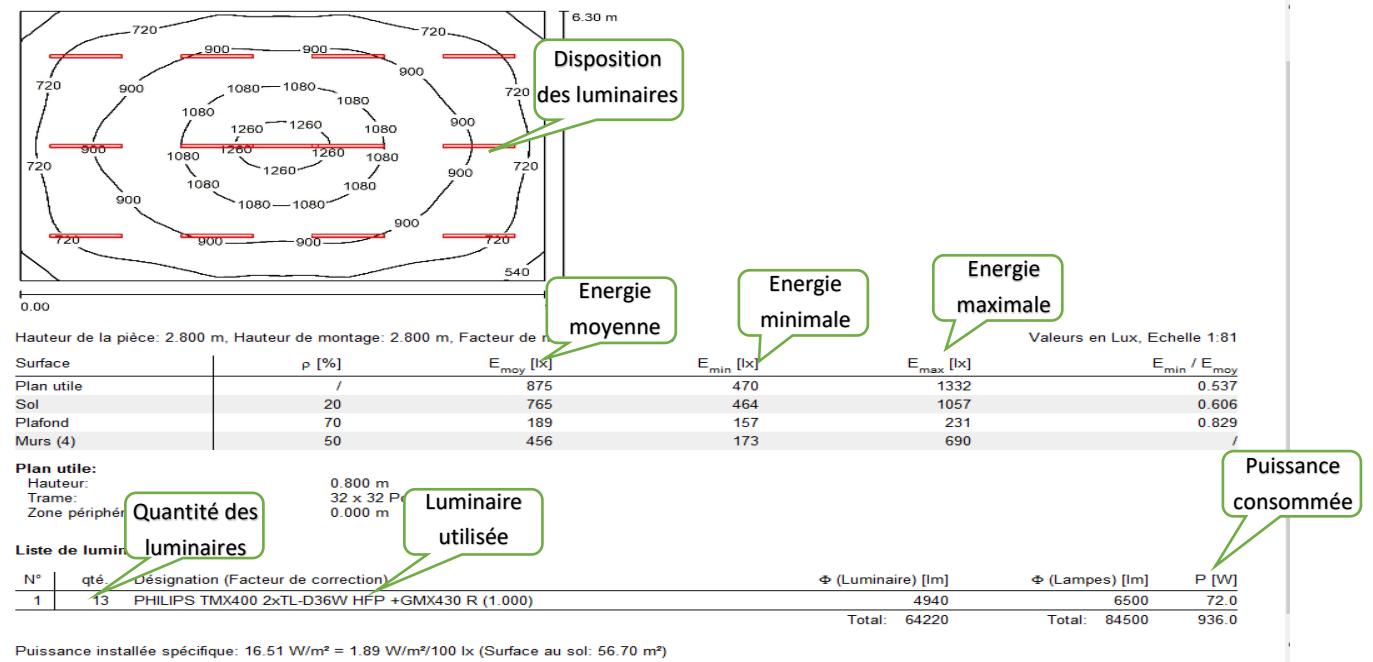 6.30 m
720
720
900
900
Disposition
des luminaires
900
720
900
1080
1080
1080
720
1080
900
1260
1260
1080
900
1260
1260
1080
1080
720
1260
900
720
1080
1080
900
1080
1080
900
720
900
900
720
540
0.00
Energie
moyenne
Energie
minimale
Energie
maximale
Hauteur de la pièce: 2.800 m, Hauteur de montage: 2.800 m, Facteur de
Valeurs en Lux, Echelle 1:81
Surface ρ [%] Emoy [lx] Emin [lx] Emax [lx] Emin / Emoy
Plan utile / 875 470 1332 0.537
Sol 20 765 464 1057 0.606
Plafond 70 189 157 231 0.829
Murs (4) 50 456 173 690 /
Plan utile:
Hauteur: 0.800 m
Trame: 32 x 32
Zone 0.000 m
Quantité des
luminaires
Luminaire
utilisée
Puissance
consommée
Liste de
N° qté. Désignation (Facteur de correction) Φ (Luminaire) [lm] Φ (Lampes) [lm] P [W]
1 13 PHILIPS TMX400 2xTL-D36W HFP +GMX430 R (1.000) 4940 6500 72.0
Total: 64220 Total: 84500 936.0
Puissance installée spécifique: 16.51 W/m² = 1.89 W/m²/100 lx (Surface au sol: 56.70 m²)